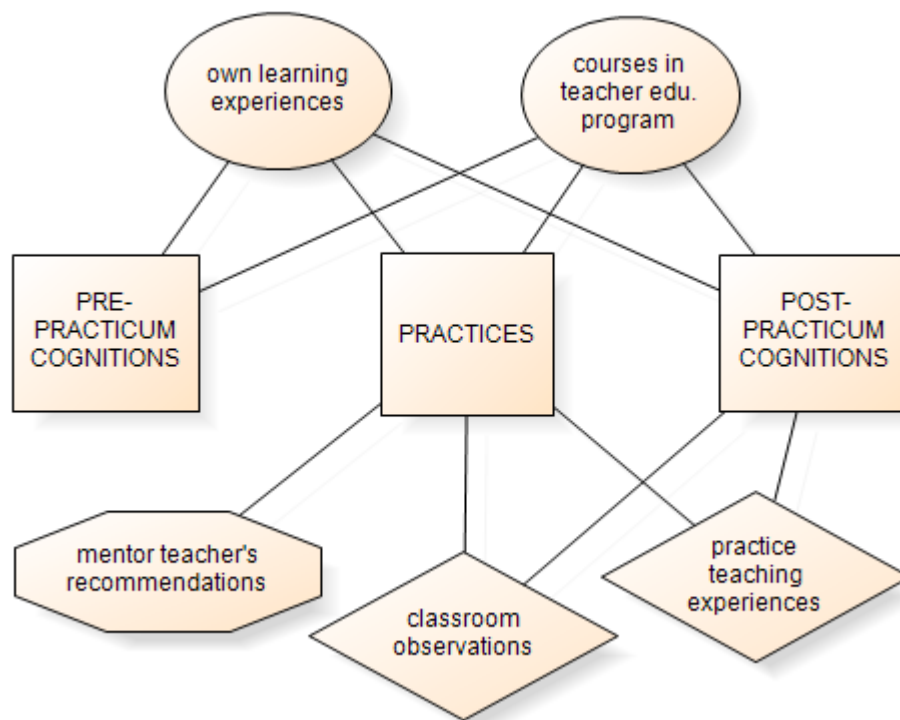 own learning
experiences
courses in
teacher edu.
program
PRE-
PRACTICUM
COGNITIONS
PRACTICES
POST-
PRACTICUM
COGNITIONS
mentor teacher's
recommendations
classroom
observations
practice
teaching
experiences